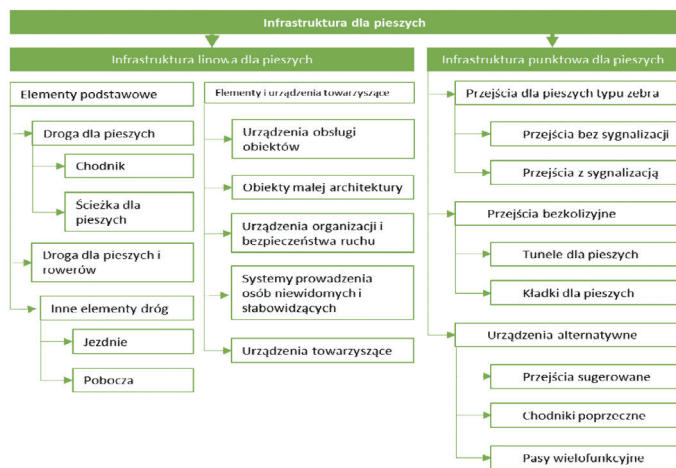 Infrastruktura dla pieszych
Infrastruktura linowa dla pieszych
Elementy podstawowe
Droga dla pieszych
Chodnik
Ścieżka dla
pieszych
Droga dla pieszych i
rowerów
Inne elementy dróg
Jezdnie
Pobocza
Elementy i urządzenia towarzyszące
Urządzenia obsługi
obiektów
Obiekty malej architektury
Urządzenia organizacji i
bezpieczeństwa ruchu
Systemy prowadzenia
osób niewidomych i
słabowidzących
Urządzenia towarzyszące
Infrastruktura punktowa dla pieszych
Przejścia dla pieszych typu zebra
Przejścia bez sygnalizacji
Przejścia z sygnalizacją
Przejścia bezkolizyjne
Tunele dla pieszych
Kładki dla pieszych
Urządzenia alternatywne
Przejścia sugerowane
Chodniki poprzeczne
Pasy wielofunkcyjne